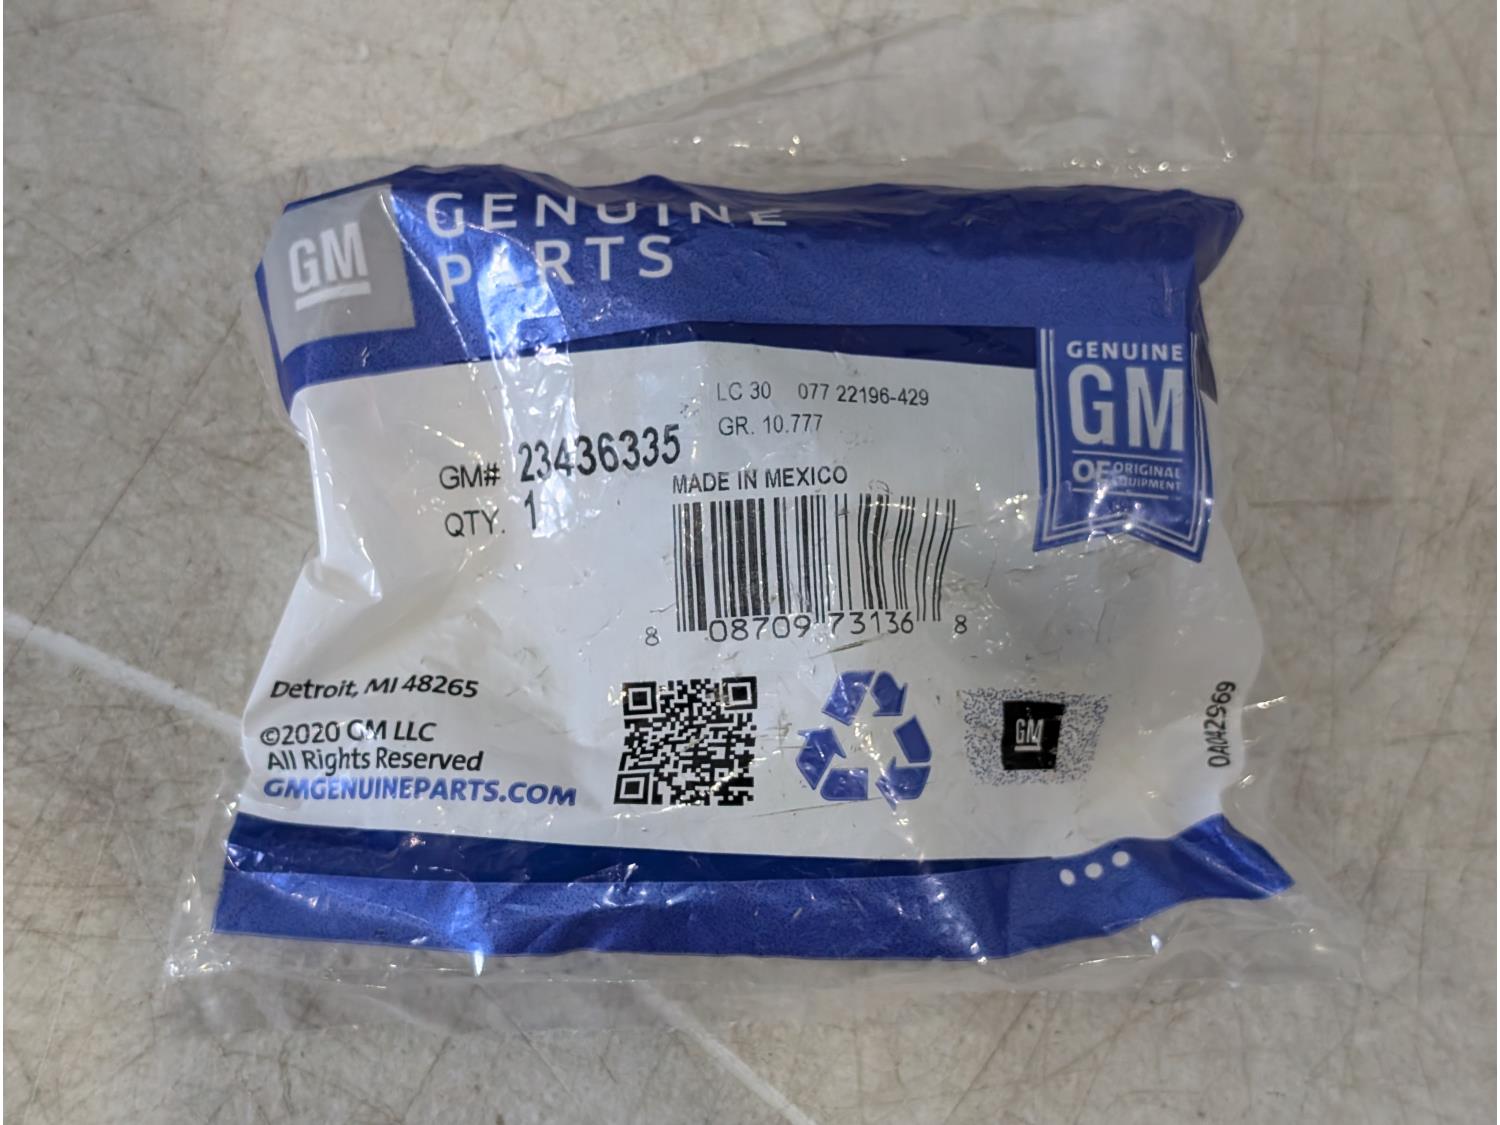 GM
GENUINE
PARTS
LC 30 077 22196-429
GR. 10.777
GM# 23436335
QTY. 1
MADE IN MEXICO
8 08709 73136 8
GENUINE
GM
OE ORIGINAL
EQUIPMENT
Detroit, MI 48265
©2020 GM LLC
All Rights Reserved
GMGENUINEPARTS.COM
GM